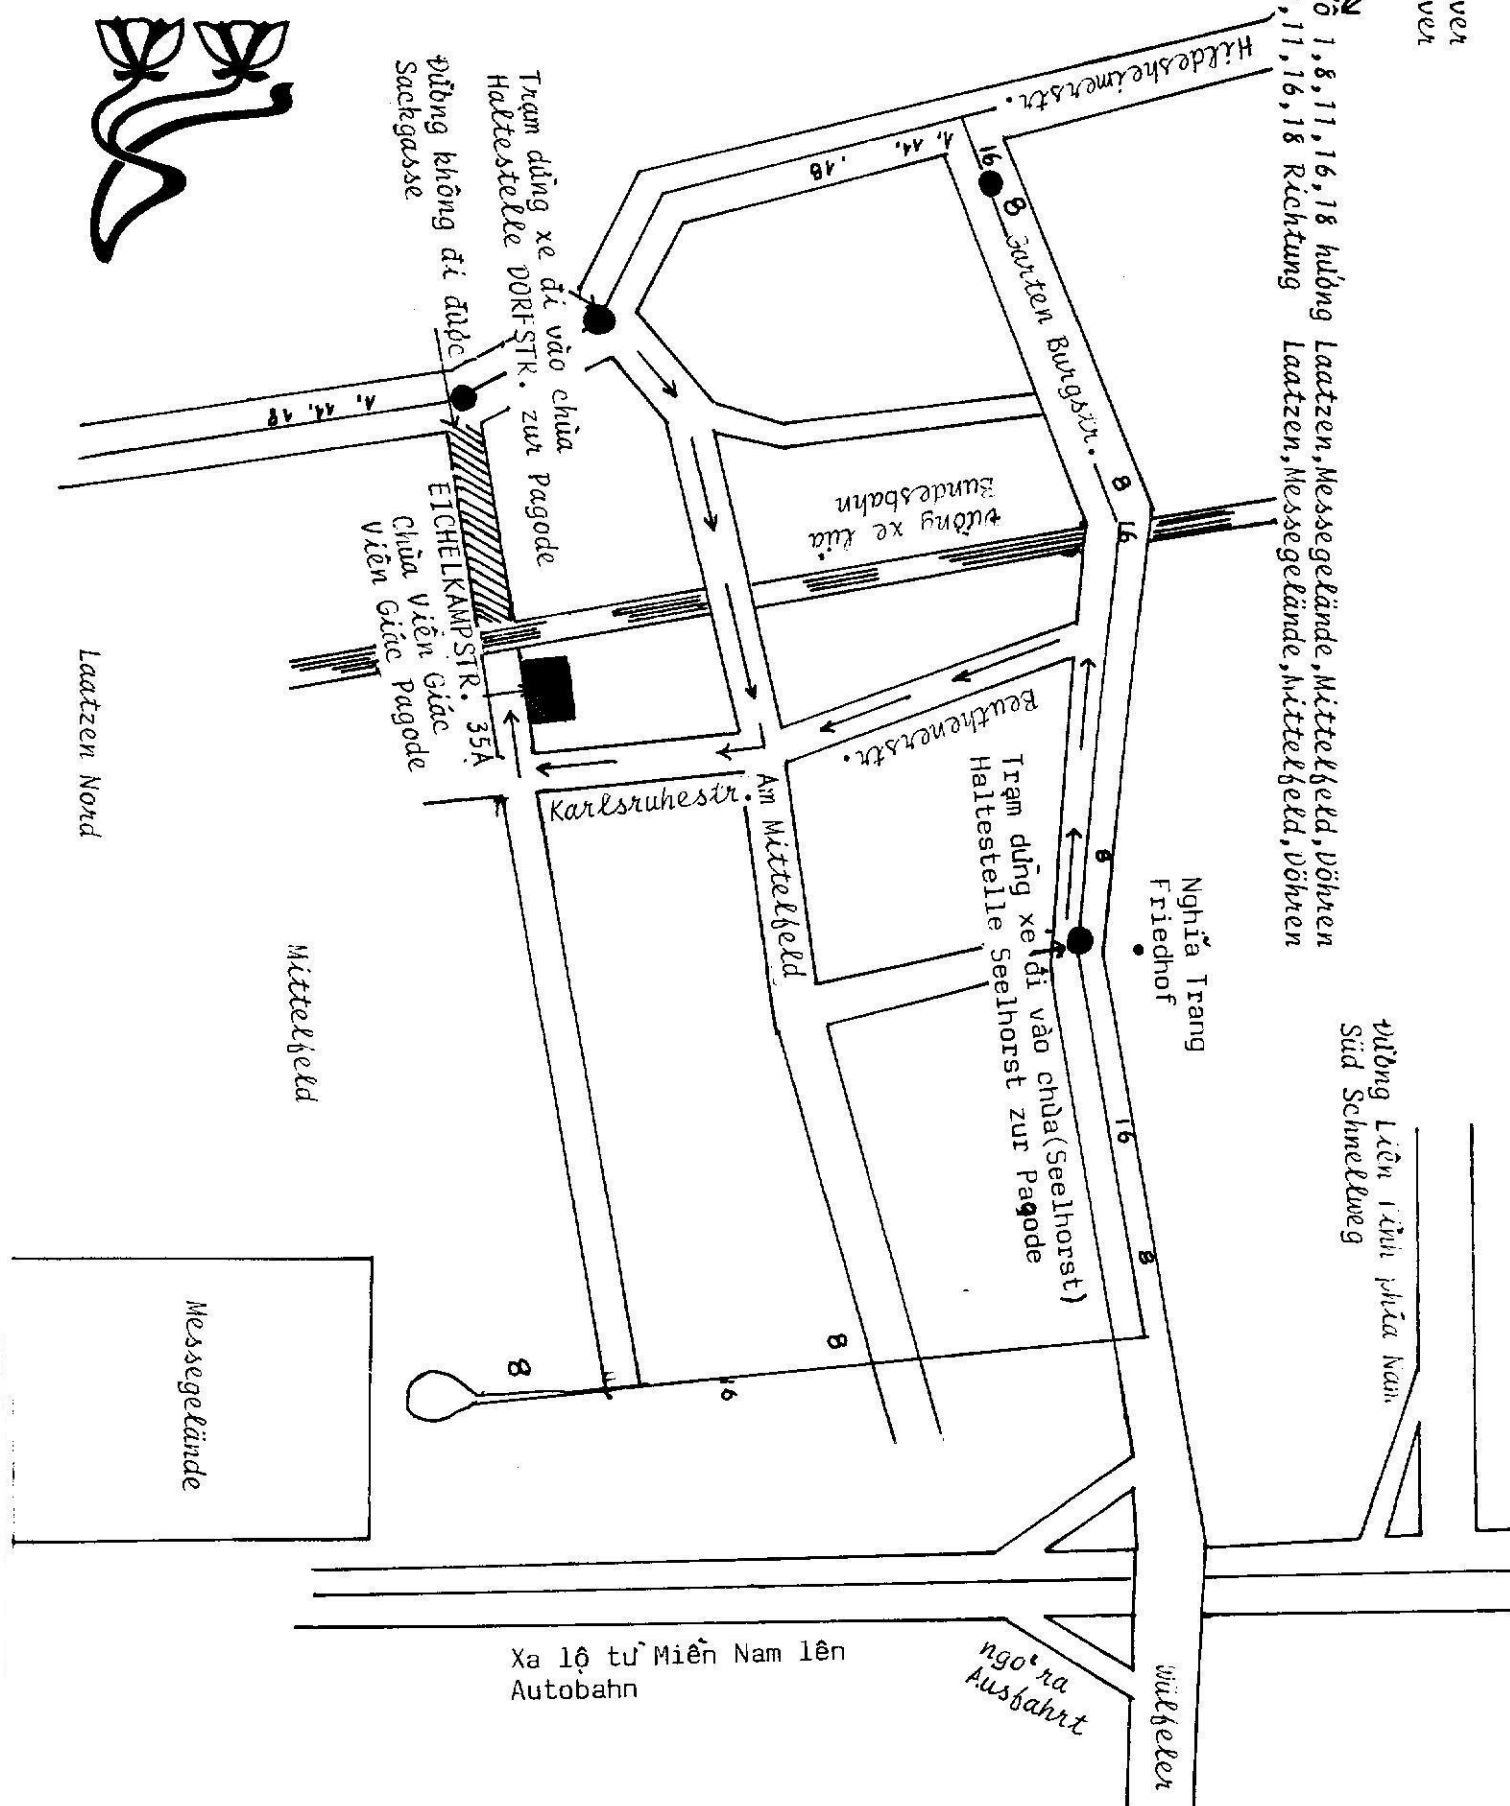 ver
ver
ô 1,8,11,16,18 hướng Laatzen,Messegelände,Mittelfeld,Döhren
,11,16,18 Richtung Laatzen,Messegelände,Mittelfeld,Döhren
Hildesheimerstr.
1, 11, 18
16
8
Garten Burgstr.
8
16
Trạm dừng xe đi vào chùa
Haltestelle DORFSTR. zur Pagode
Đường không đi được
Sackgasse
1, 11, 18
EICHELKAMPSTR. 35A
Chùa Viên Giác
Viên Giác Pagode
Đường xe lửa
Bundesbahn
Beuthenerstr.
Karlsruhestr.
Am Mittelfeld
Trạm dừng xe đi vào chùa(Seelhorst)
Haltestelle Seelhorst zur Pagode
8
Nghĩa Trang
Friedhof
16
8
Đường Liên Tỉnh phía Nam
Süd Schnellweg
Laatzen Nord
Mittelfeld
Messegelände
8
16
8
Xa lộ từ Miền Nam lên
Autobahn
ngơ ra
Ausfahrt
Wülfeler